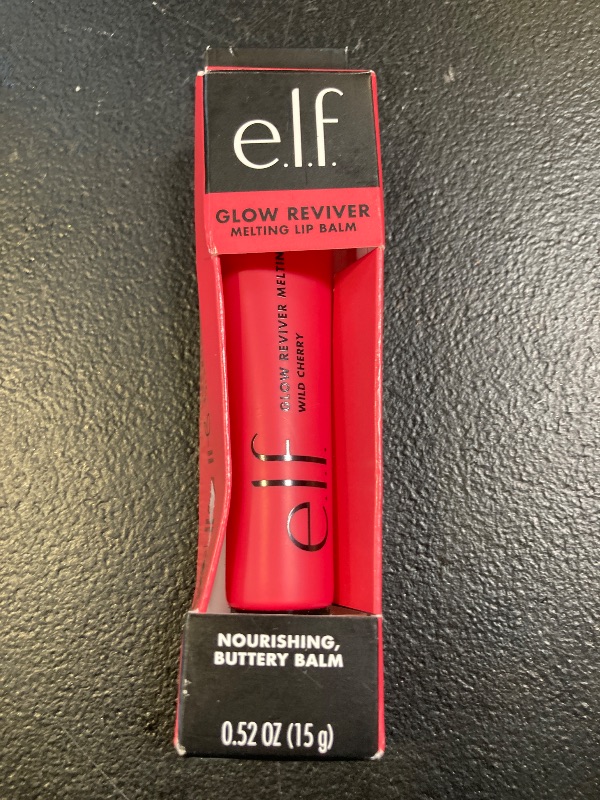 e.l.f.
GLOW REVIVER
MELTING LIP BALM
GLOW REVIVER MELTIN
WILD CHERRY
e.l.f.
NOURISHING,
BUTTERY BALM
0.52 OZ (15 g)